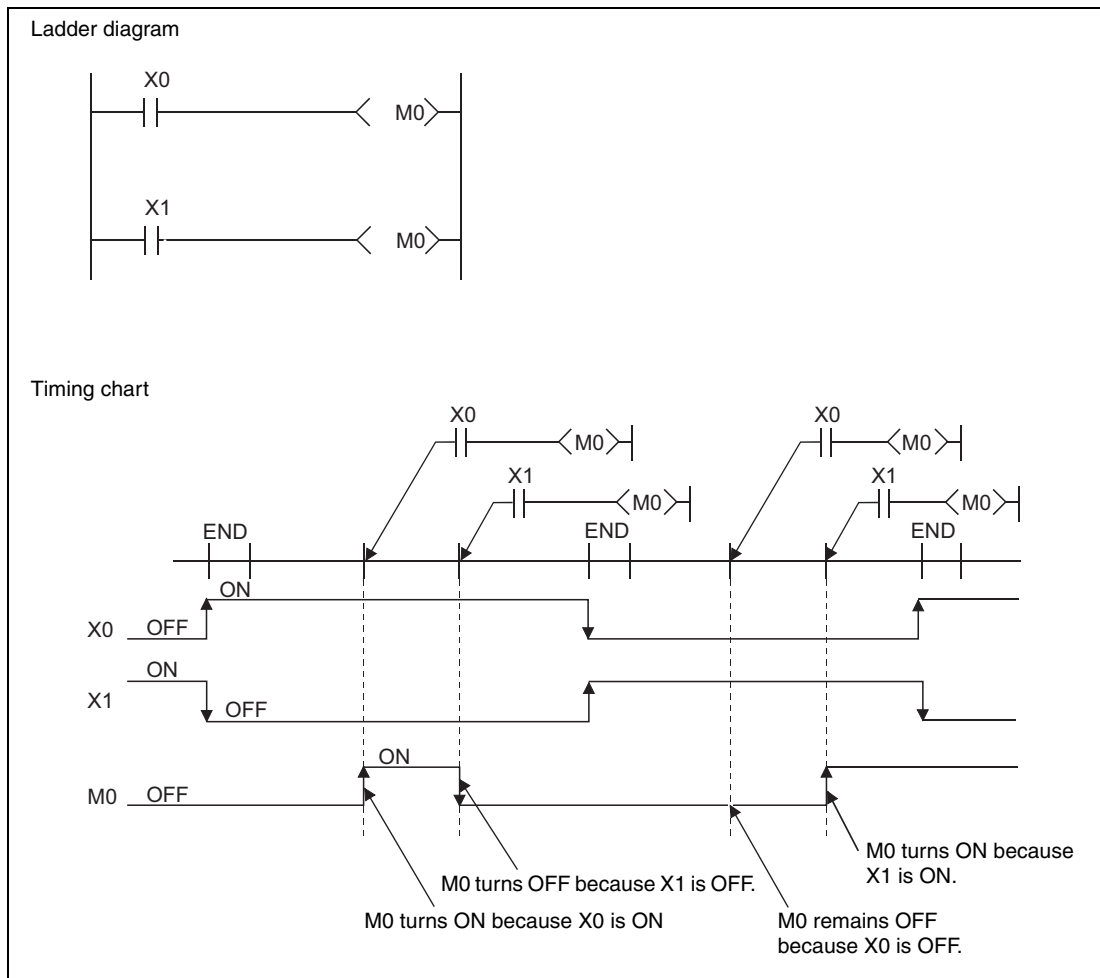 Ladder diagram
X0
M0
X1
M0
Timing chart
X0
M0
X0
M0
X1
M0
X1
M0
END
END
END
ON
X0 OFF
ON
X1
OFF
ON
M0 OFF
M0 turns ON because
X1 is ON.
M0 turns OFF because X1 is OFF.
M0 turns ON because X0 is ON
M0 remains OFF
because X0 is OFF.